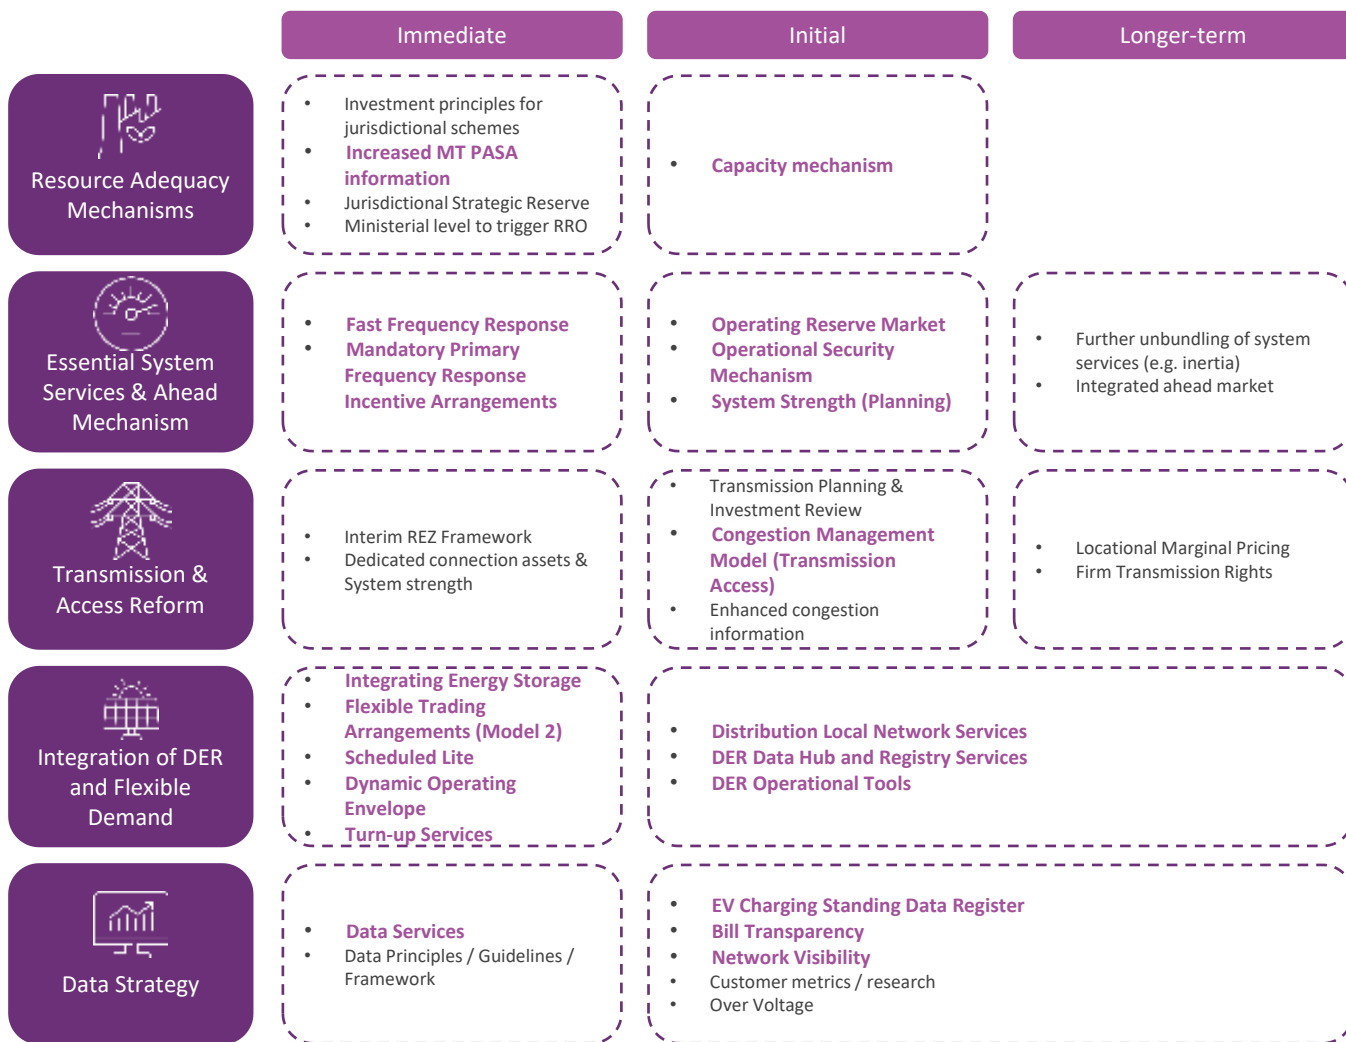 Immediate
Initial
Longer-term
Resource Adequacy
Mechanisms
• Investment principles for
jurisdictional schemes
• Increased MT PASA
information
• Jurisdictional Strategic Reserve
• Ministerial level to trigger RRO
• Capacity mechanism
Essential System
Services & Ahead
Mechanism
• Fast Frequency Response
• Mandatory Primary
Frequency Response
Incentive Arrangements
• Operating Reserve Market
• Operational Security
Mechanism
• System Strength (Planning)
• Further unbundling of system
services (e.g. inertia)
• Integrated ahead market
Transmission &
Access Reform
• Interim REZ Framework
• Dedicated connection assets &
System strength
• Transmission Planning &
Investment Review
• Congestion Management
Model (Transmission
Access)
• Enhanced congestion
information
• Locational Marginal Pricing
• Firm Transmission Rights
Integration of DER
and Flexible
Demand
• Integrating Energy Storage
• Flexible Trading
Arrangements (Model 2)
• Scheduled Lite
• Dynamic Operating
Envelope
• Turn-up Services
• Distribution Local Network Services
• DER Data Hub and Registry Services
• DER Operational Tools
Data Strategy
• Data Services
• Data Principles / Guidelines /
Framework
• EV Charging Standing Data Register
• Bill Transparency
• Network Visibility
• Customer metrics / research
• Over Voltage